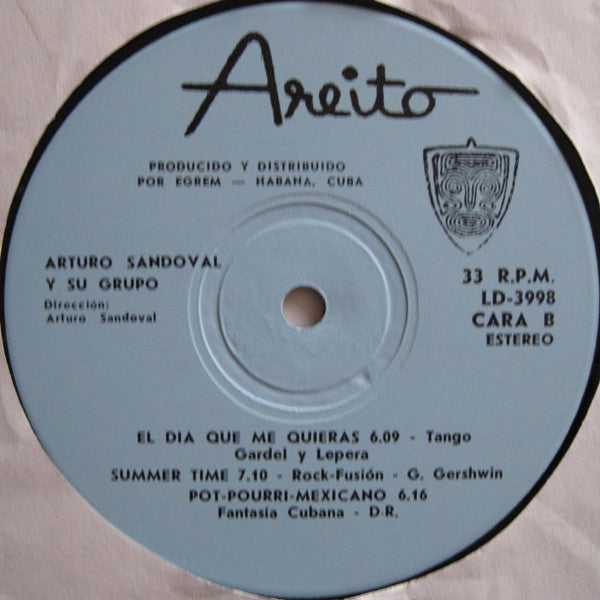 Areito
PRODUCIDO Y DISTRIBUIDO
POR EGREM — HABANA, CUBA
ARTURO SANDOVAL
Y SU GRUPO
Dirección:
Arturo Sandoval
33 R.P.M.
LD-3998
CARA B
ESTEREO
EL DIA QUE ME QUIERAS 6.09 - Tango
Gardel y Lepera
SUMMER TIME 7.10 - Rock-Fusión - G. Gershwin
POT-POURRI-MEXICANO 6.16
Fantasía Cubana - D.R.